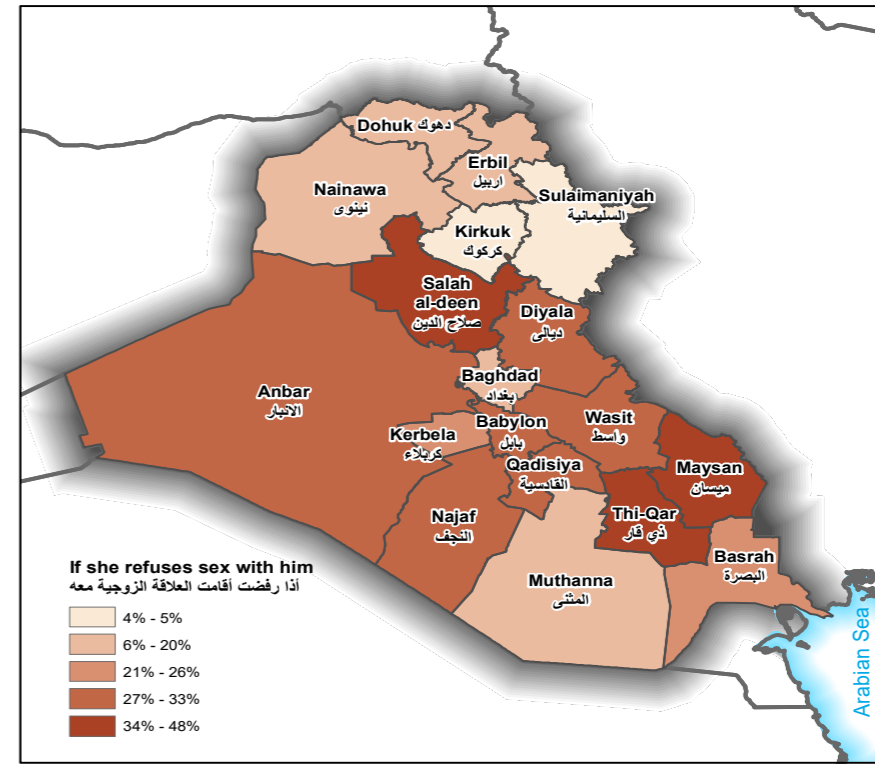 Dohuk دهوك
Erbil
اربيل
Nainawa
نينوى
Sulaimaniyah
السليمانية
Kirkuk
كركوك
Salah
al-deen
صلاح الدين
Diyala
ديالى
Baghdad
بغداد
Anbar
الانبار
Kerbela
كربلاء
Babylon
بابل
Wasit
واسط
Qadisiya
القادسية
Maysan
ميسان
Najaf
النجف
Thi-Qar
ذي قار
Basrah
البصرة
Muthanna
المثنى
If she refuses sex with him
أذا رفضت أقامت العلاقة الزوجية معه
4% - 5%
6% - 20%
21% - 26%
27% - 33%
34% - 48%
Arabian Sea